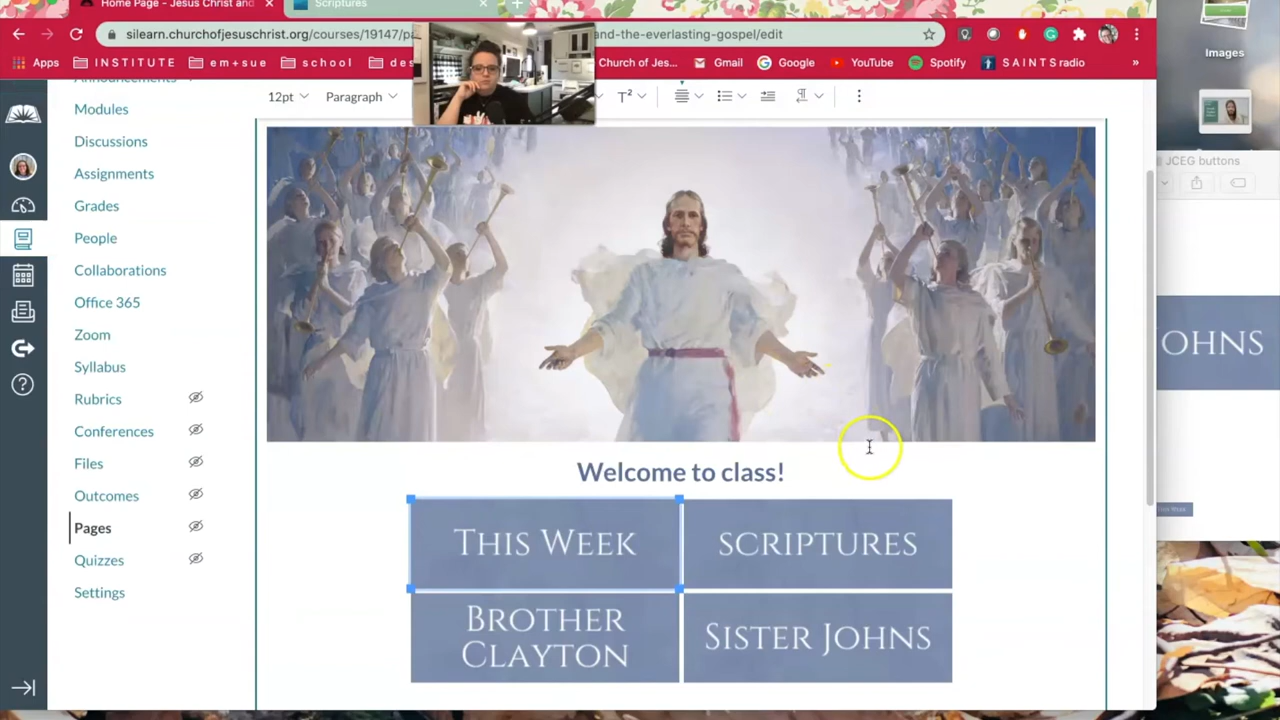 Home Page - Jesus Christ and
Scriptures
silearn.churchofjesuschrist.org/courses/19147/pa
and-the-everlasting-gospel/edit
Apps
INSTITUTE
em+sue
school
des
Church of Jes...
Gmail
Google
YouTube
Spotify
SAINTS radio
»
Images
Modules
Discussions
Assignments
Grades
People
Collaborations
Office 365
Zoom
Syllabus
Rubrics
Conferences
Files
Outcomes
Pages
Quizzes
Settings
12pt
Paragraph
T²
JCEG buttons
OHNS
Welcome to class!
This Week
SCRIPTURES
Brother
Clayton
Sister Johns